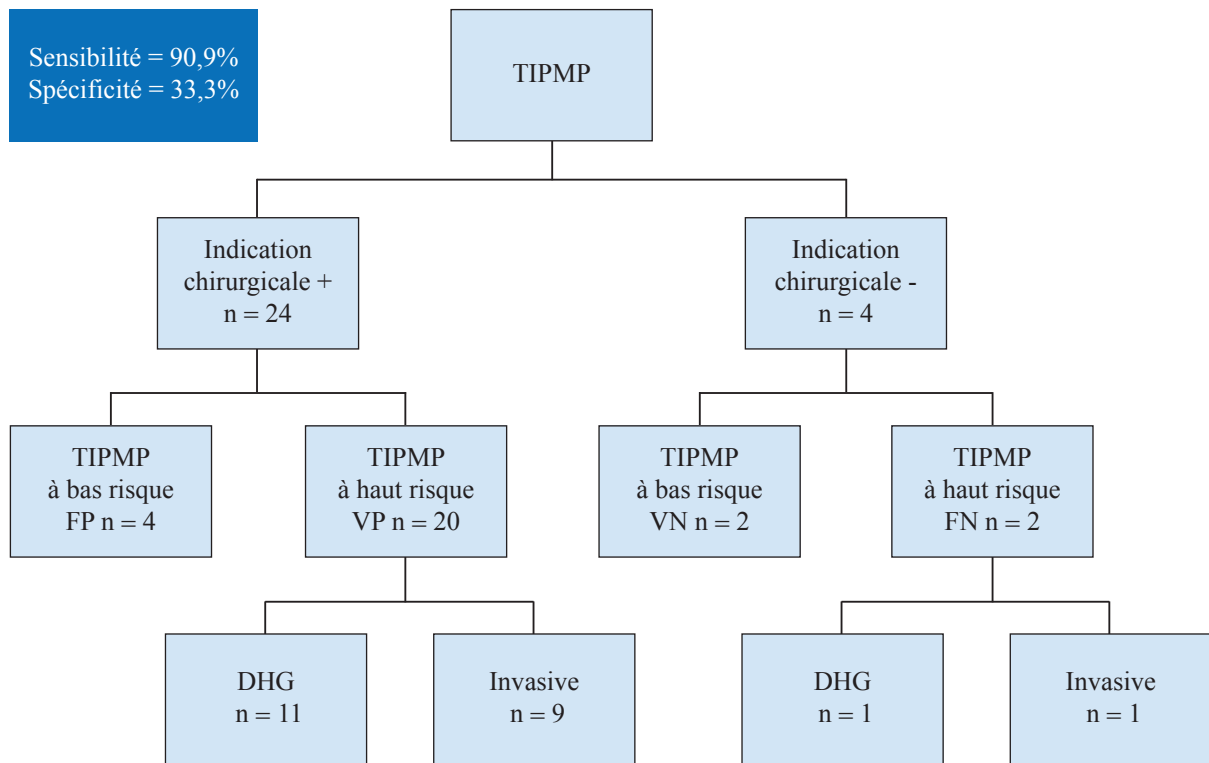 Sensibilité = 90,9%
Spécificité = 33,3%
TIPMP
Indication
chirurgicale +
n = 24
Indication
chirurgicale -
n = 4
TIPMP
à bas risque
FP n = 4
TIPMP
à haut risque
VP n = 20
TIPMP
à bas risque
VN n = 2
TIPMP
à haut risque
FN n = 2
DHG
n = 11
Invasive
n = 9
DHG
n = 1
Invasive
n = 1